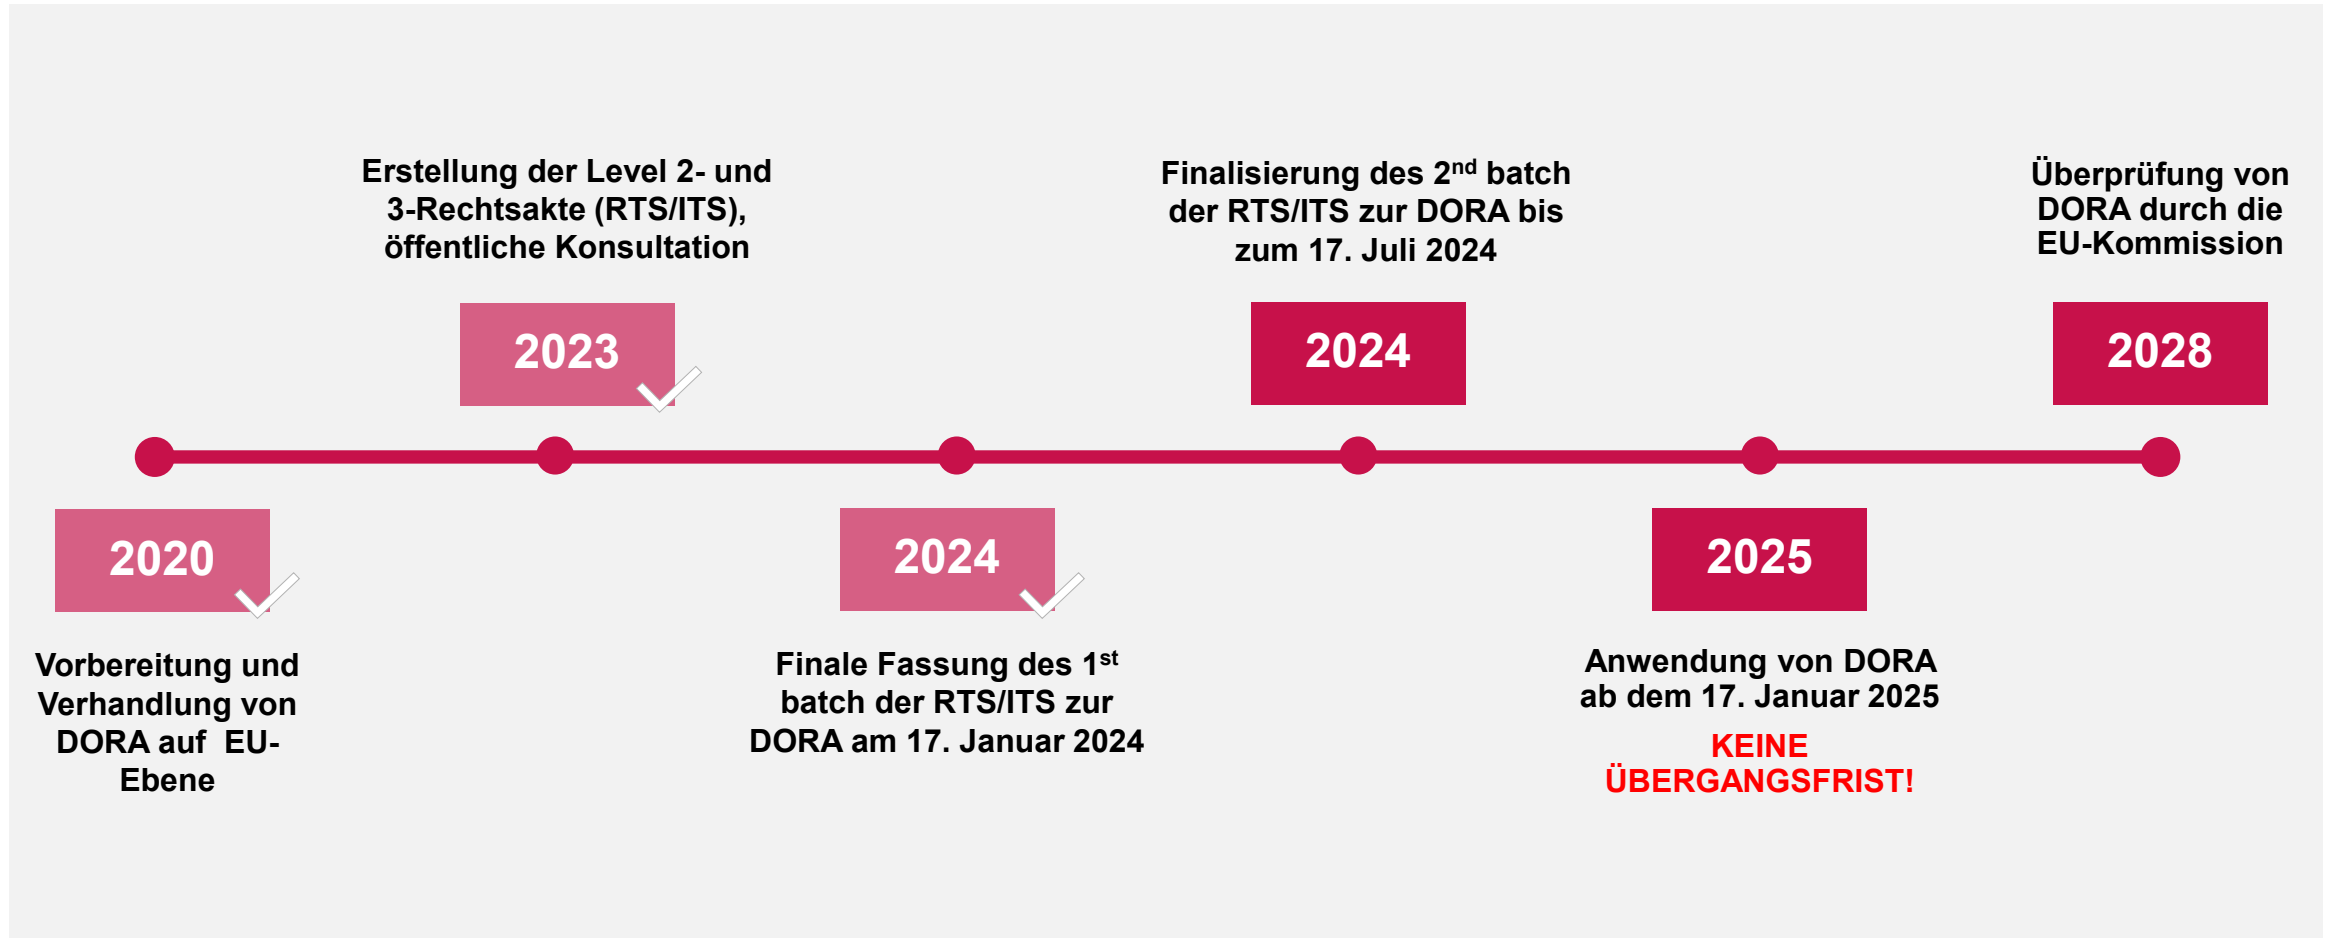 Erstellung der Level 2- und
3-Rechtsakte (RTS/ITS),
öffentliche Konsultation
2023
Finalisierung des 2nd batch
der RTS/ITS zur DORA bis
zum 17. Juli 2024
2024
Überprüfung von
DORA durch die
EU-Kommission
2028
2020
Vorbereitung und
Verhandlung von
DORA auf  EU-
Ebene
2024
Finale Fassung des 1st
batch der RTS/ITS zur
DORA am 17. Januar 2024
2025
Anwendung von DORA
ab dem 17. Januar 2025
KEINE
ÜBERGANGSFRIST!